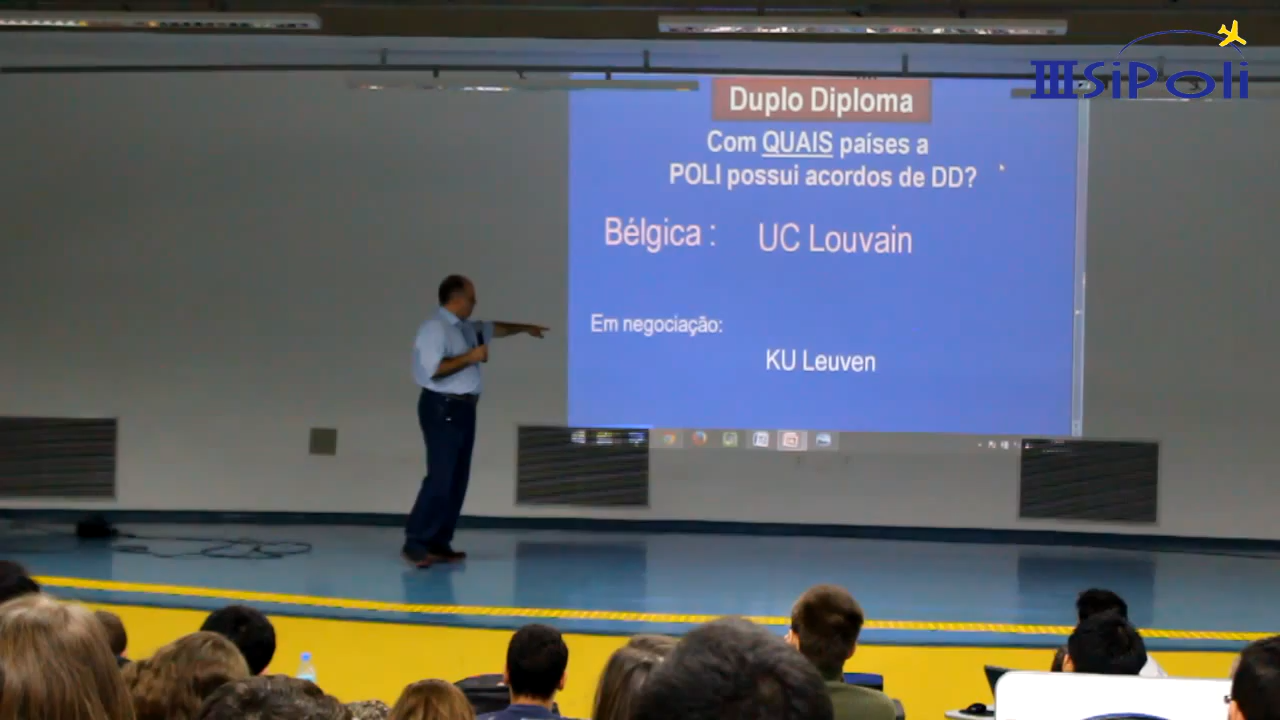 IIISiPoli
Duplo Diploma
Com QUAIS países a
POLI possui acordos de DD?
Bélgica : UC Louvain
Em negociação:
KU Leuven